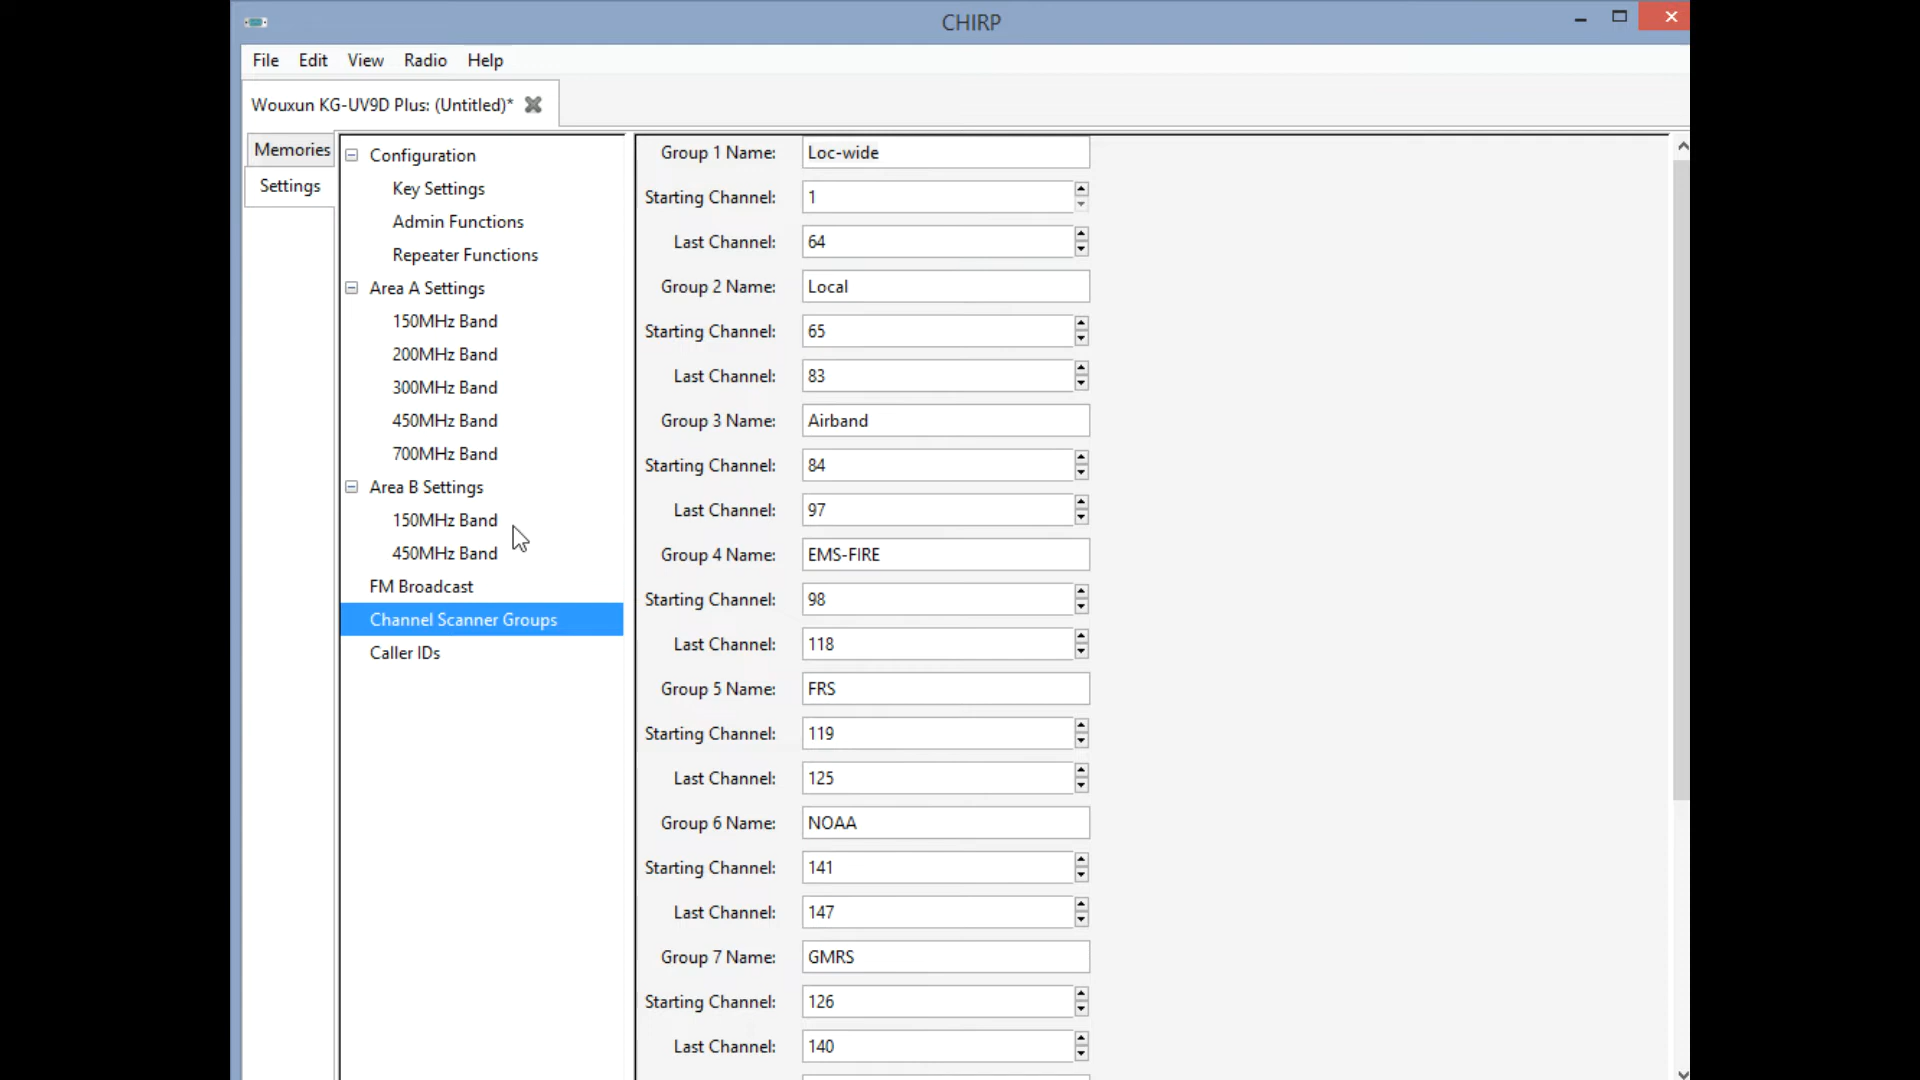 CHIRP
File Edit View Radio Help
Wouxun KG-UV9D Plus: (Untitled)*
Memories
Settings
Configuration
Key Settings
Admin Functions
Repeater Functions
Area A Settings
150MHz Band
200MHz Band
300MHz Band
450MHz Band
700MHz Band
Area B Settings
150MHz Band
450MHz Band
FM Broadcast
Channel Scanner Groups
Caller IDs
Group 1 Name: Loc-wide
Starting Channel: 1
Last Channel: 64
Group 2 Name: Local
Starting Channel: 65
Last Channel: 83
Group 3 Name: Airband
Starting Channel: 84
Last Channel: 97
Group 4 Name: EMS-FIRE
Starting Channel: 98
Last Channel: 118
Group 5 Name: FRS
Starting Channel: 119
Last Channel: 125
Group 6 Name: NOAA
Starting Channel: 141
Last Channel: 147
Group 7 Name: GMRS
Starting Channel: 126
Last Channel: 140